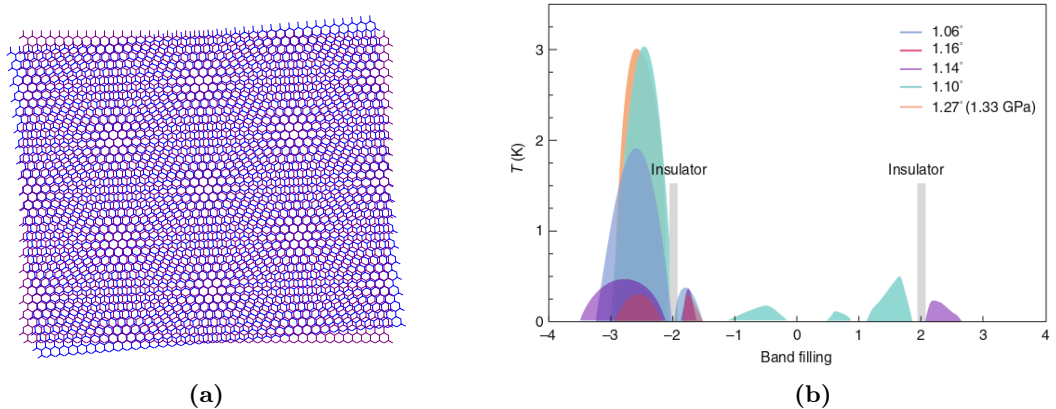 1.06°
1.16°
1.14°
1.10°
1.27° (1.33 GPa)
Insulator
Insulator
T (K)
3
2
1
0
−4
−3
−2
−1
0
1
2
3
4
Band filling
(a)
(b)